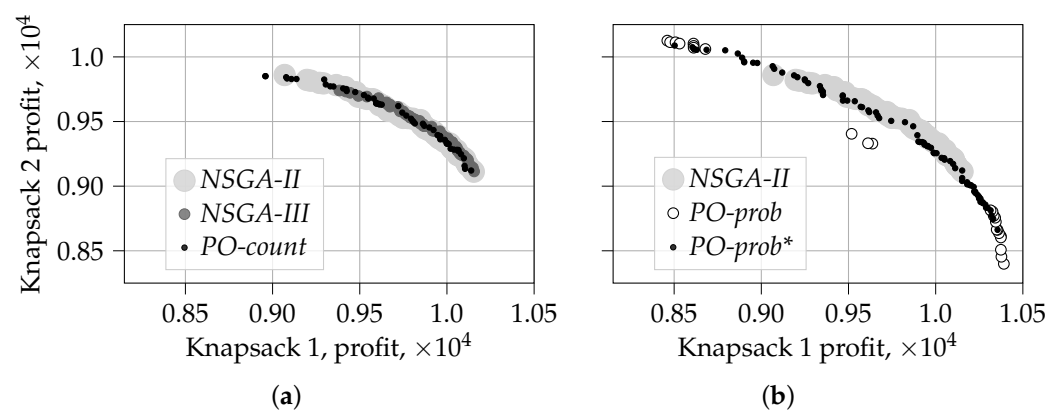 Knapsack 2 profit, ×10⁴
1.0
0.95
0.90
0.85
NSGA-II
NSGA-III
PO-count
0.85 0.90 0.95 1.0 1.05
Knapsack 1, profit, ×10⁴
(a)
NSGA-II
PO-prob
PO-prob*
0.85 0.90 0.95 1.0 1.05
Knapsack 1 profit, ×10⁴
(b)